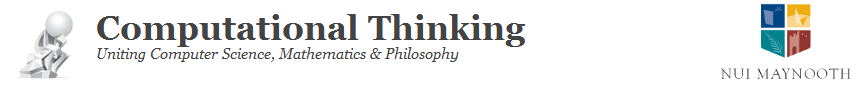 Computational Thinking
Uniting Computer Science, Mathematics & Philosophy
NUI MAYNOOTH